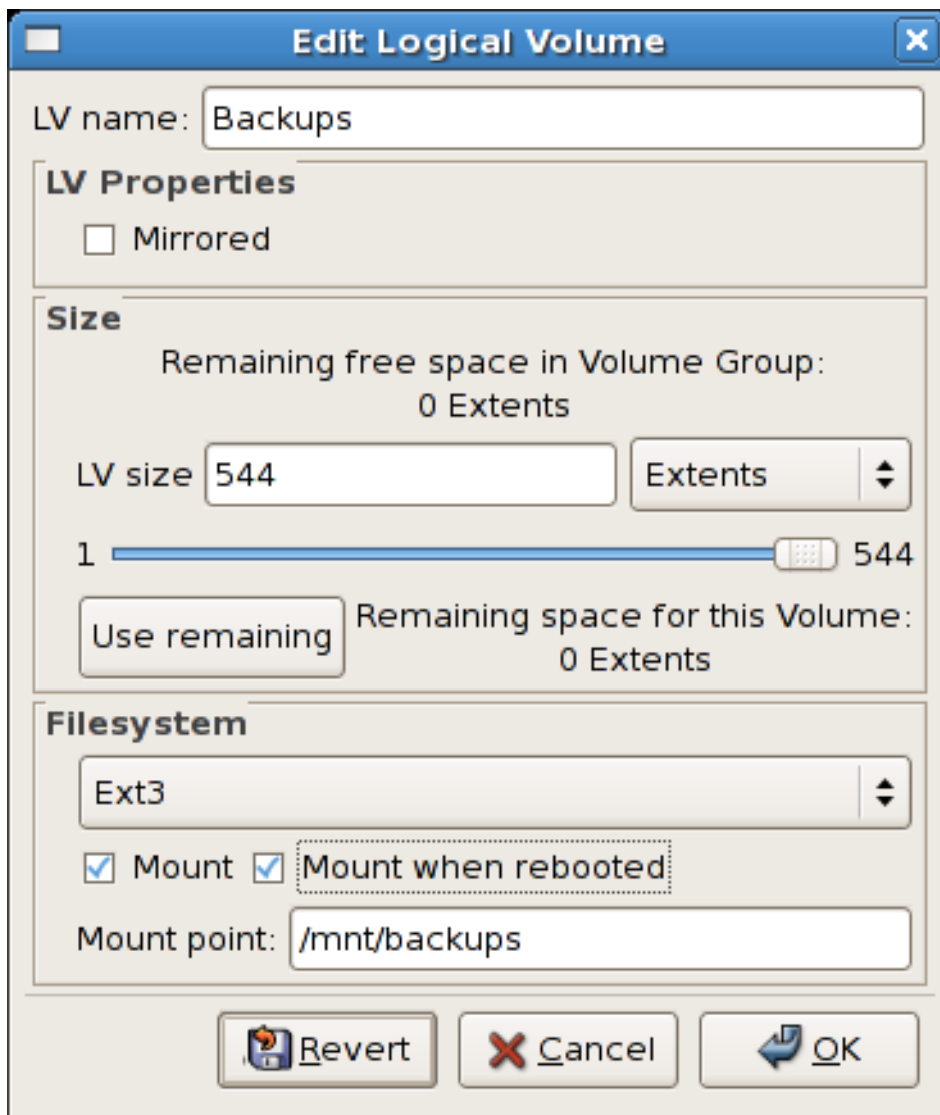 Edit Logical Volume
LV name: Backups
LV Properties
Mirrored
Size
Remaining free space in Volume Group:
0 Extents
LV size 544 Extents
1 544
Use remaining
Remaining space for this Volume:
0 Extents
Filesystem
Ext3
Mount Mount when rebooted
Mount point: /mnt/backups
Revert Cancel OK